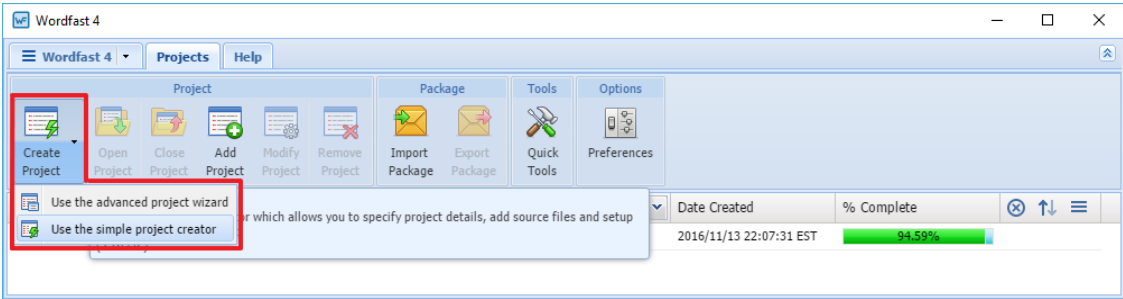 WF Wordfast 4
Wordfast 4 Projects Help
Project Package Tools Options
Create Project
Open Project
Close Project
Add Project
Modify Project
Remove Project
Import Package
Export Package
Quick Tools
Preferences
Use the advanced project wizard
Use the simple project creator
which allows you to specify project details, add source files and setup
Date Created % Complete
2016/11/13 22:07:31 EST 94.59%